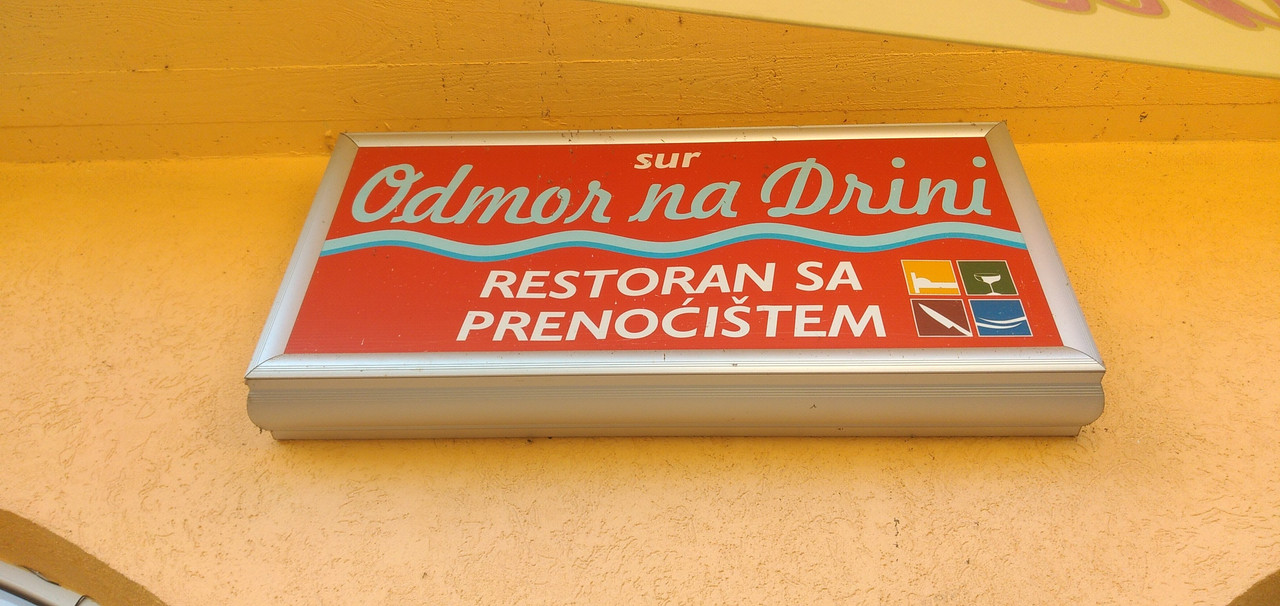 sur
Odmor na Drini
RESTORAN SA
PRENOĆIŠTEM